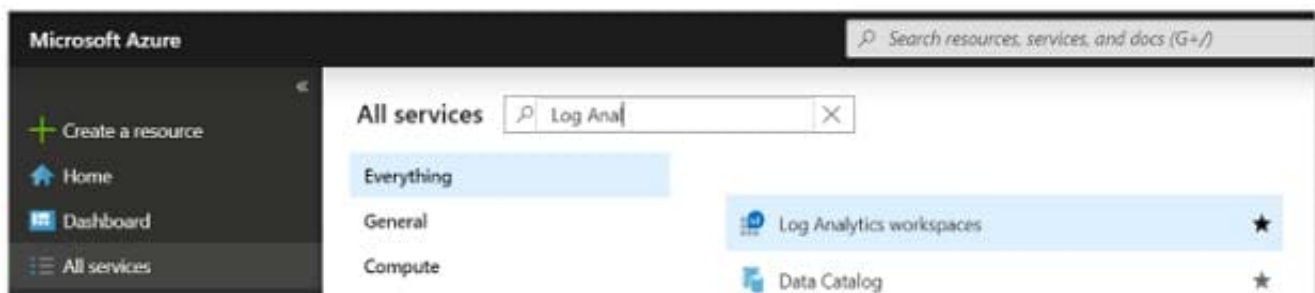 Microsoft Azure
Search resources, services, and docs (G+/)
Create a resource
Home
Dashboard
All services
All services
Log Anal
Everything
General
Compute
Log Analytics workspaces
Data Catalog